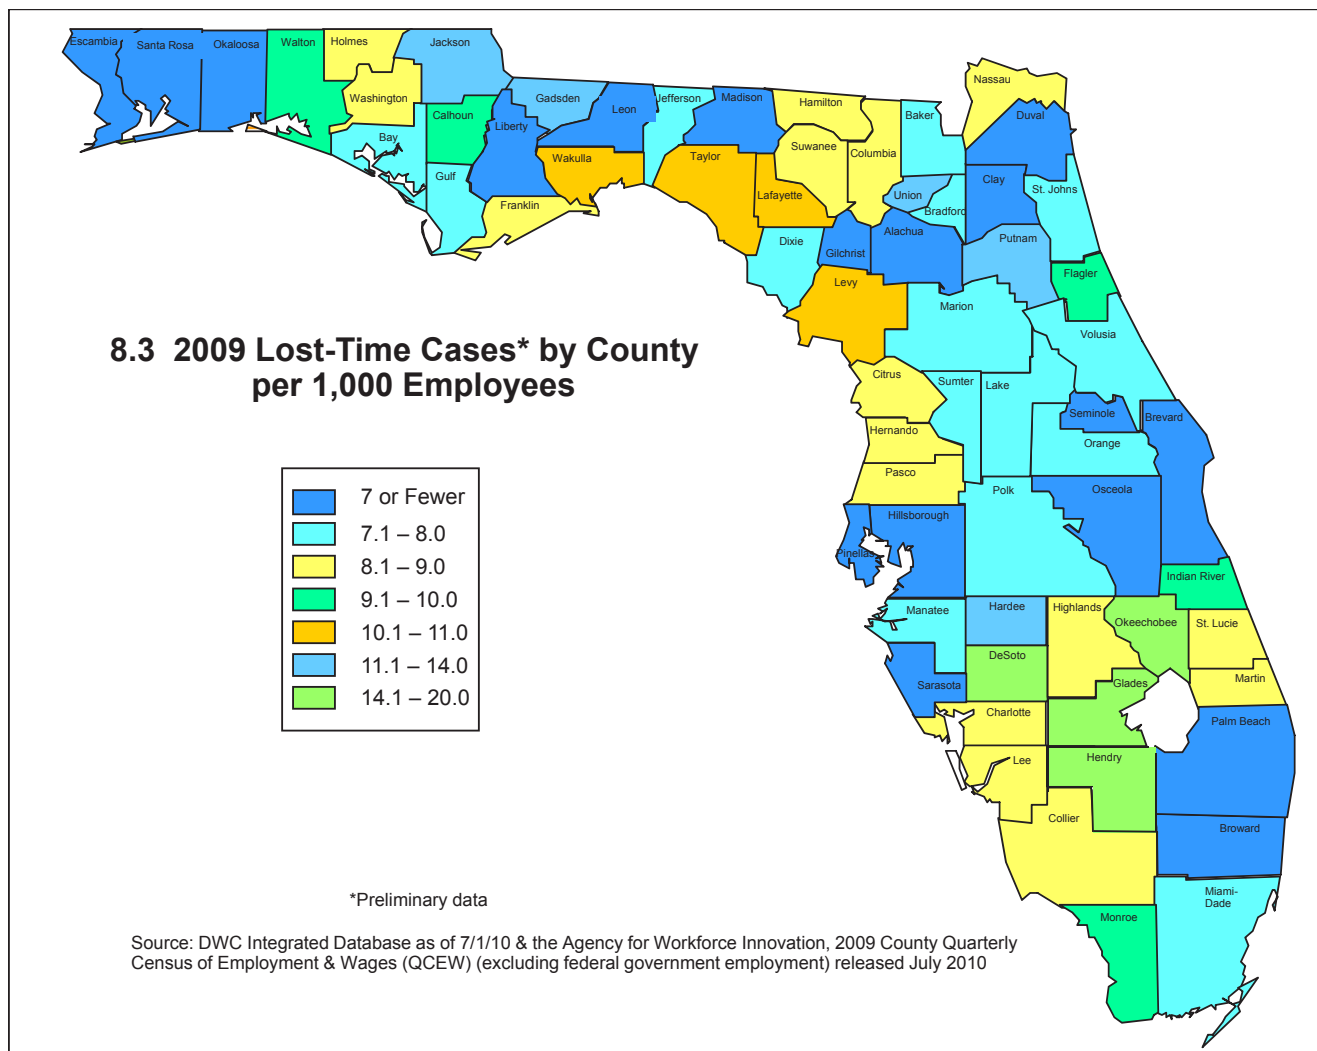 Escambia
Santa Rosa
Okaloosa
Walton
Holmes
Jackson
Washington
Bay
Calhoun
Gulf
Liberty
Gadsden
Leon
Wakulla
Franklin
Jefferson
Madison
Taylor
Hamilton
Suwanee
Lafayette
Columbia
Dixie
Gilchrist
Levy
Baker
Union
Bradford
Alachua
Nassau
Duval
Clay
St. Johns
Putnam
Flagler
Marion
Volusia
8.3 2009 Lost-Time Cases* by County
per 1,000 Employees
Citrus
Sumter
Lake
Seminole
Brevard
Orange
Hernando
Pasco
Polk
Osceola
Hillsborough
Pinellas
7 or Fewer
7.1 – 8.0
8.1 – 9.0
9.1 – 10.0
10.1 – 11.0
11.1 – 14.0
14.1 – 20.0
Indian River
Manatee
Hardee
Highlands
Okeechobee
St. Lucie
DeSoto
Sarasota
Glades
Martin
Charlotte
Palm Beach
Lee
Hendry
Collier
Broward
Miami-
Dade
Monroe
*Preliminary data
Source: DWC Integrated Database as of 7/1/10 & the Agency for Workforce Innovation, 2009 County Quarterly
Census of Employment & Wages (QCEW) (excluding federal government employment) released July 2010